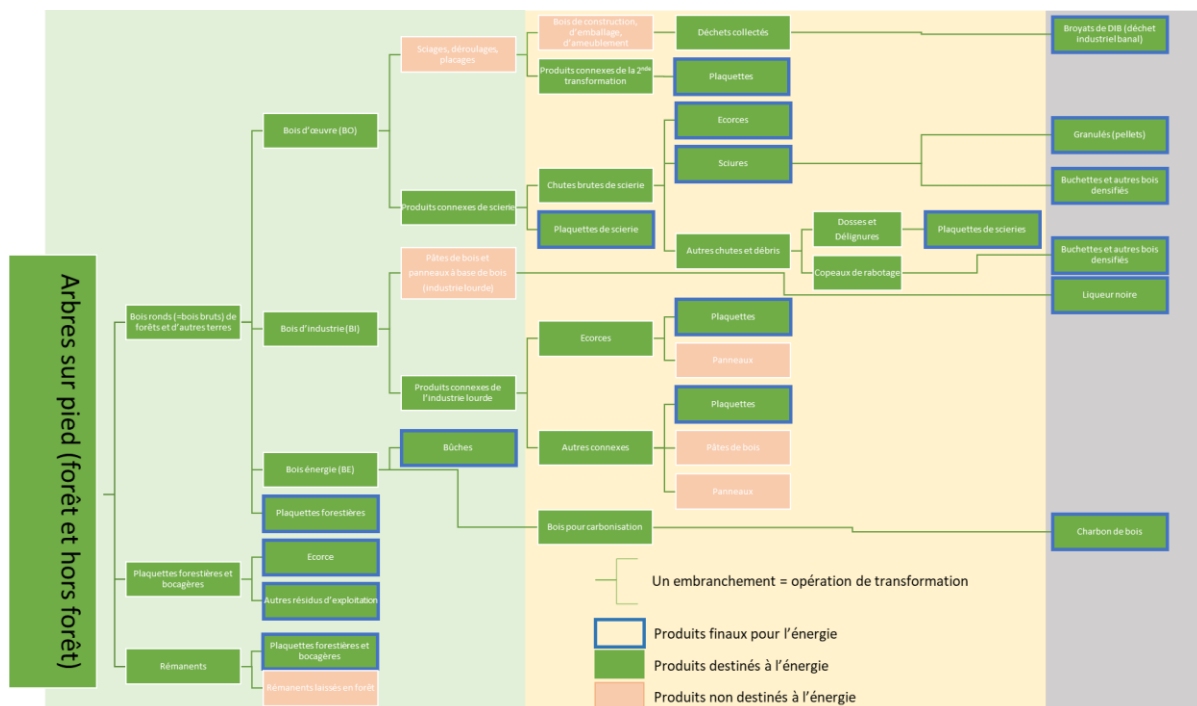 Arbres sur pied (forêt et hors forêt)
Bois ronds (=bois bruts) de
forêts et d'autres terres
Plaquettes forestières et
bocagères
Rémanents
Bois d'œuvre (BO)
Bois d'industrie (BI)
Bois énergie (BE)
Plaquettes forestières
Ecorce
Autres résidus d'exploitation
Plaquettes forestières et
bocagères
Rémanents laissés en forêt
Sciages, déroulages,
placages
Produits connexes de scierie
Pâtes de bois et
panneaux à base de bois
(industrie lourde)
Produits connexes de
l'industrie lourde
Bûches
Bois de construction,
d'emballage,
d'ameublement
Produits connexes de la 2nde
transformation
Chutes brutes de scierie
Plaquettes de scierie
Ecorces
Autres connexes
Bois pour carbonisation
Déchets collectés
Plaquettes
Ecorces
Sciures
Autres chutes et débris
Plaquettes
Panneaux
Plaquettes
Pâtes de bois
Panneaux
Dosses et
Délignures
Copeaux de rabotage
Plaquettes de scieries
Broyats de DIB (déchet
industriel banal)
Granulés (pellets)
Buchettes et autres bois
densifiés
Buchettes et autres bois
densifiés
Liqueur noire
Charbon de bois
Un embranchement = opération de transformation
Produits finaux pour l'énergie
Produits destinés à l'énergie
Produits non destinés à l'énergie